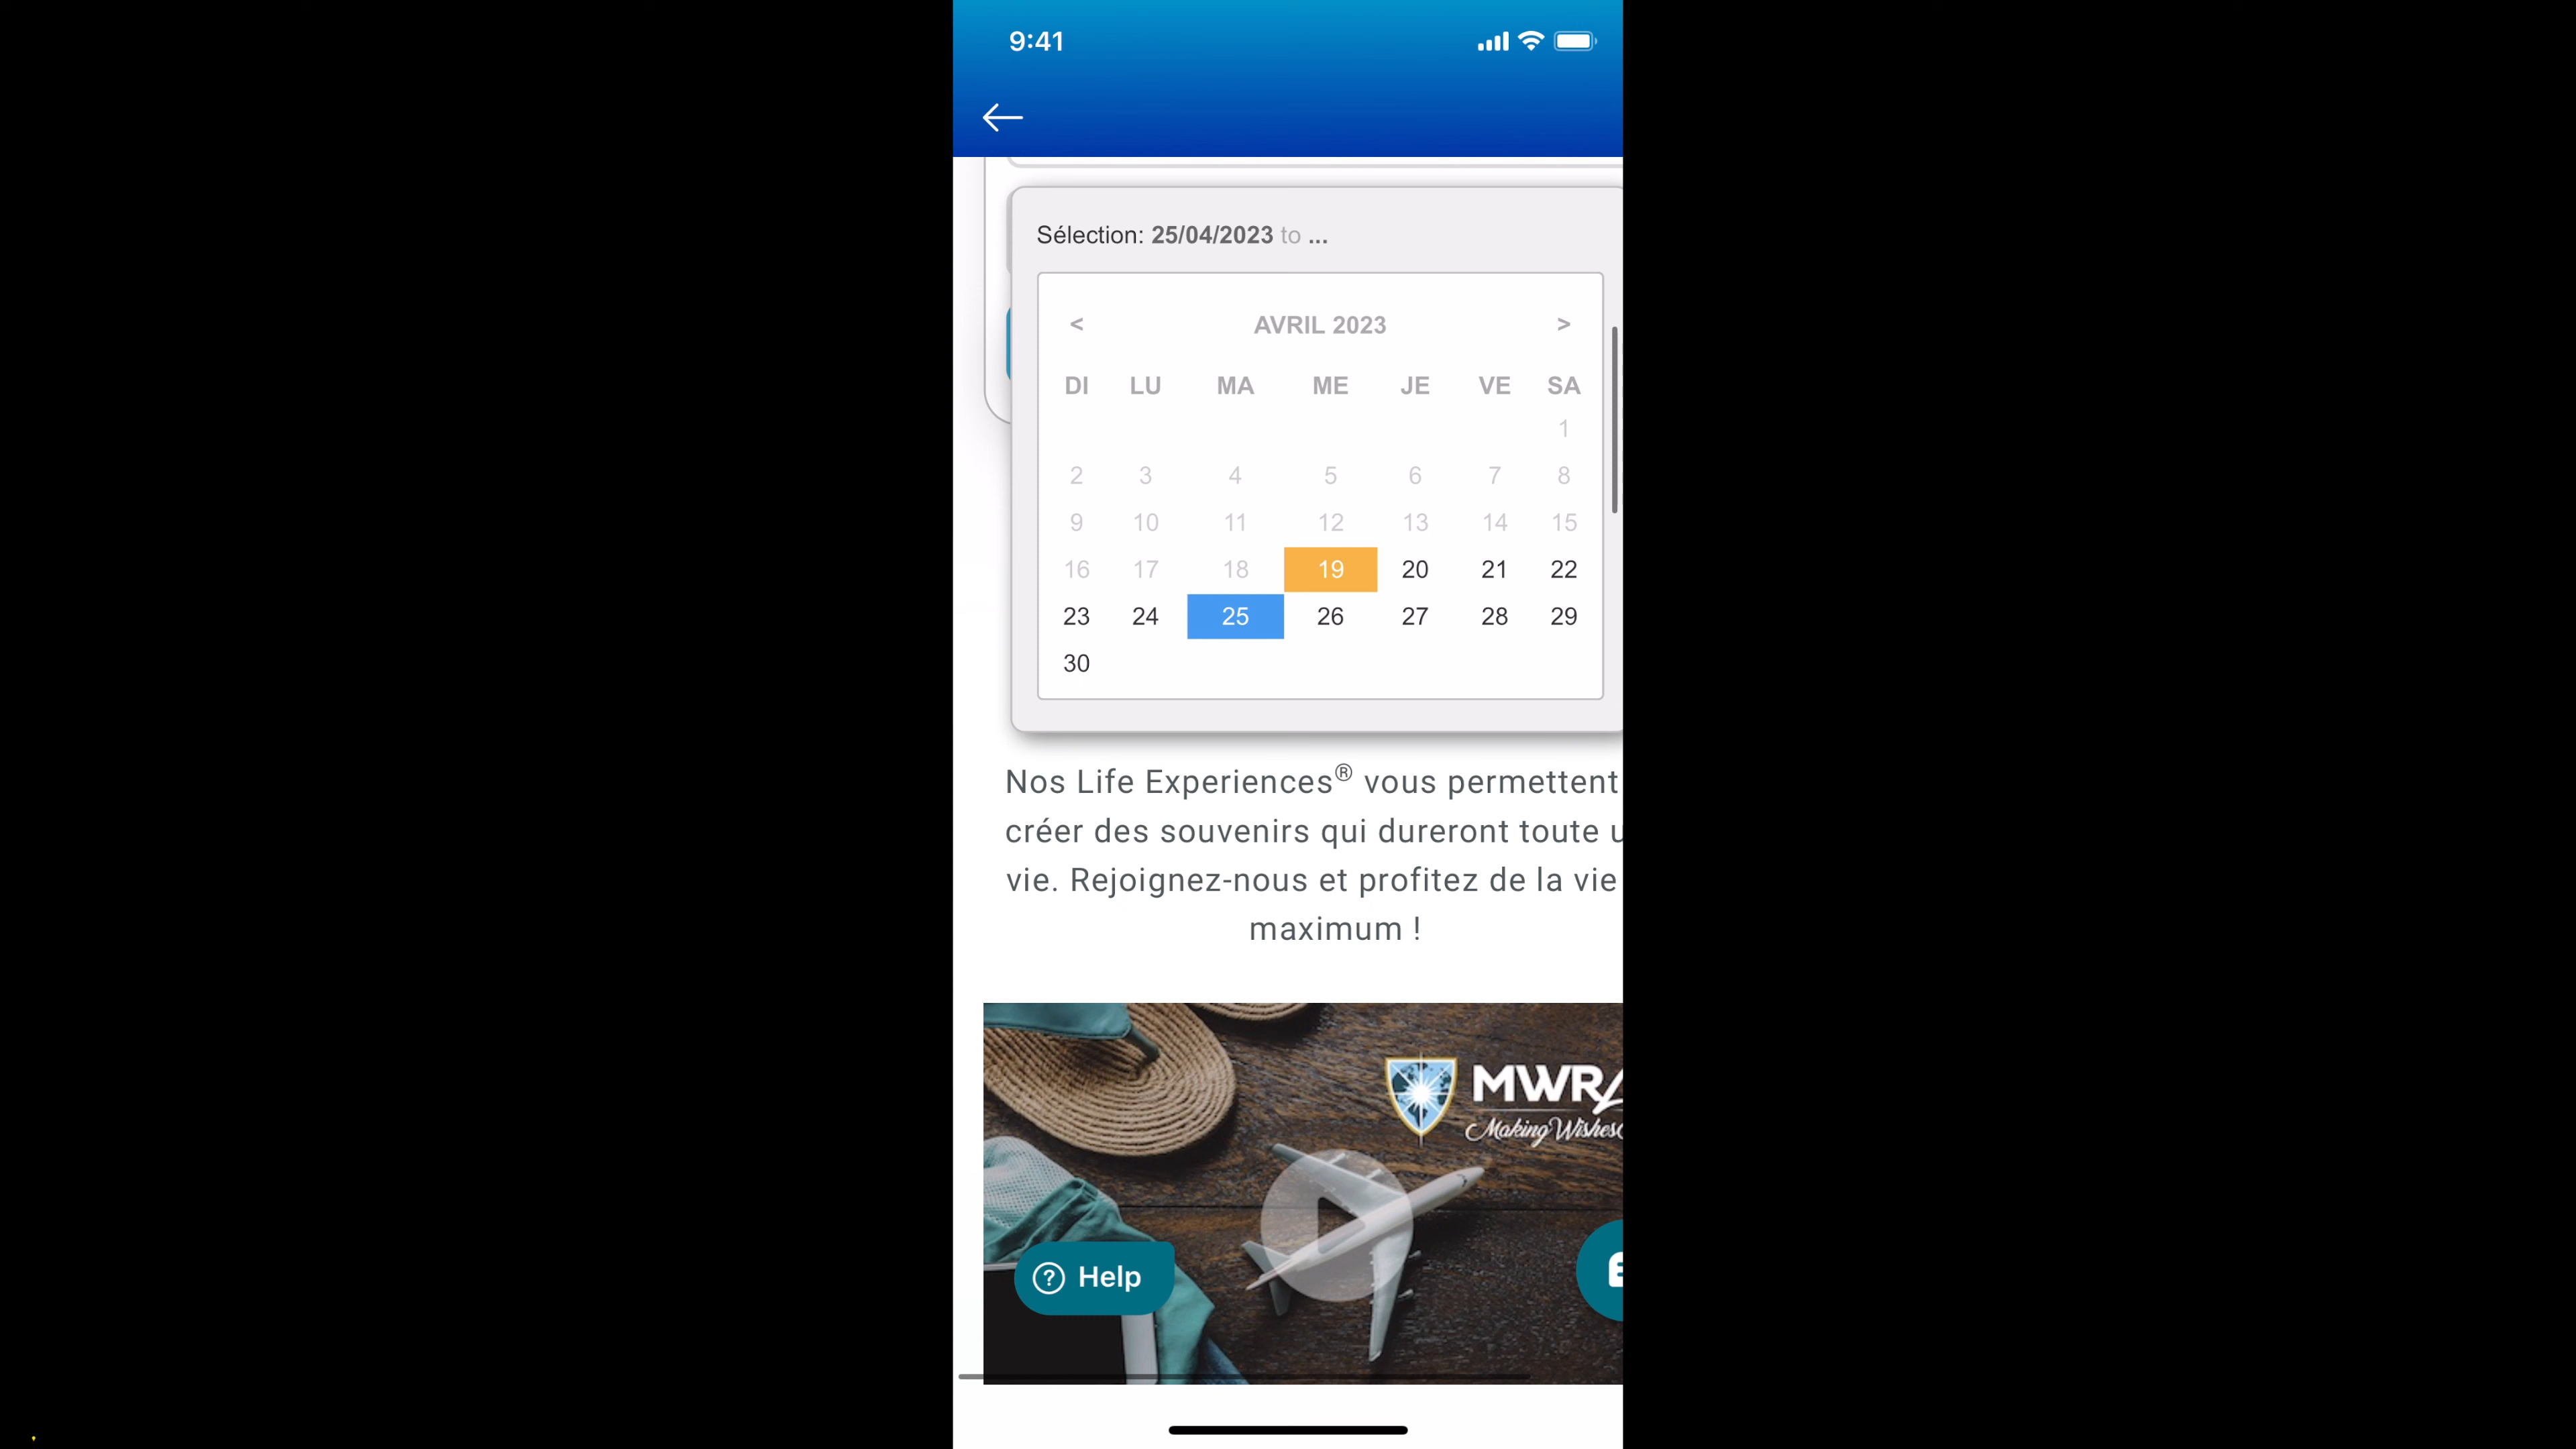 9:41
Sélection: 25/04/2023 to ...
< AVRIL 2023 >
DI LU MA ME JE VE SA
1
2 3 4 5 6 7 8
9 10 11 12 13 14 15
16 17 18 19 20 21 22
23 24 25 26 27 28 29
30
Nos Life Experiences® vous permettent
créer des souvenirs qui dureront toute u
vie. Rejoignez-nous et profitez de la vie
maximum !
MWR
Making Wishes
? Help